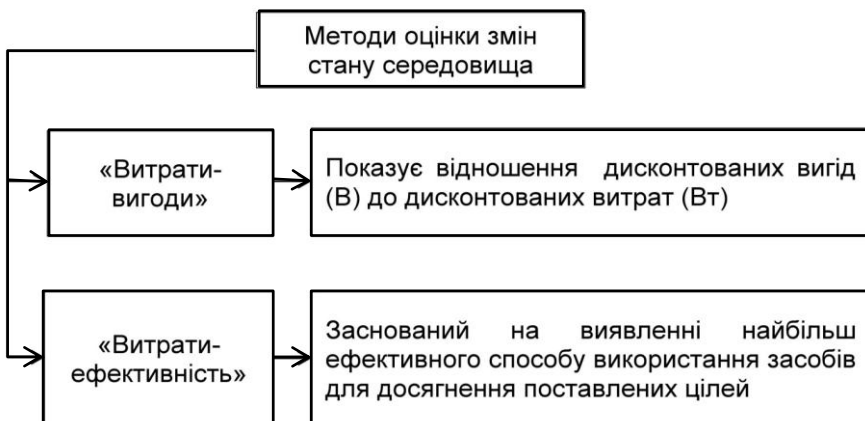 Методи оцінки змін
стану середовища
«Витрати-
вигоди»
Показує відношення дисконтованих вигід
(В) до дисконтованих витрат (Вт)
«Витрати-
ефективність»
Заснований на виявленні найбільш
ефективного способу використання засобів
для досягнення поставлених цілей